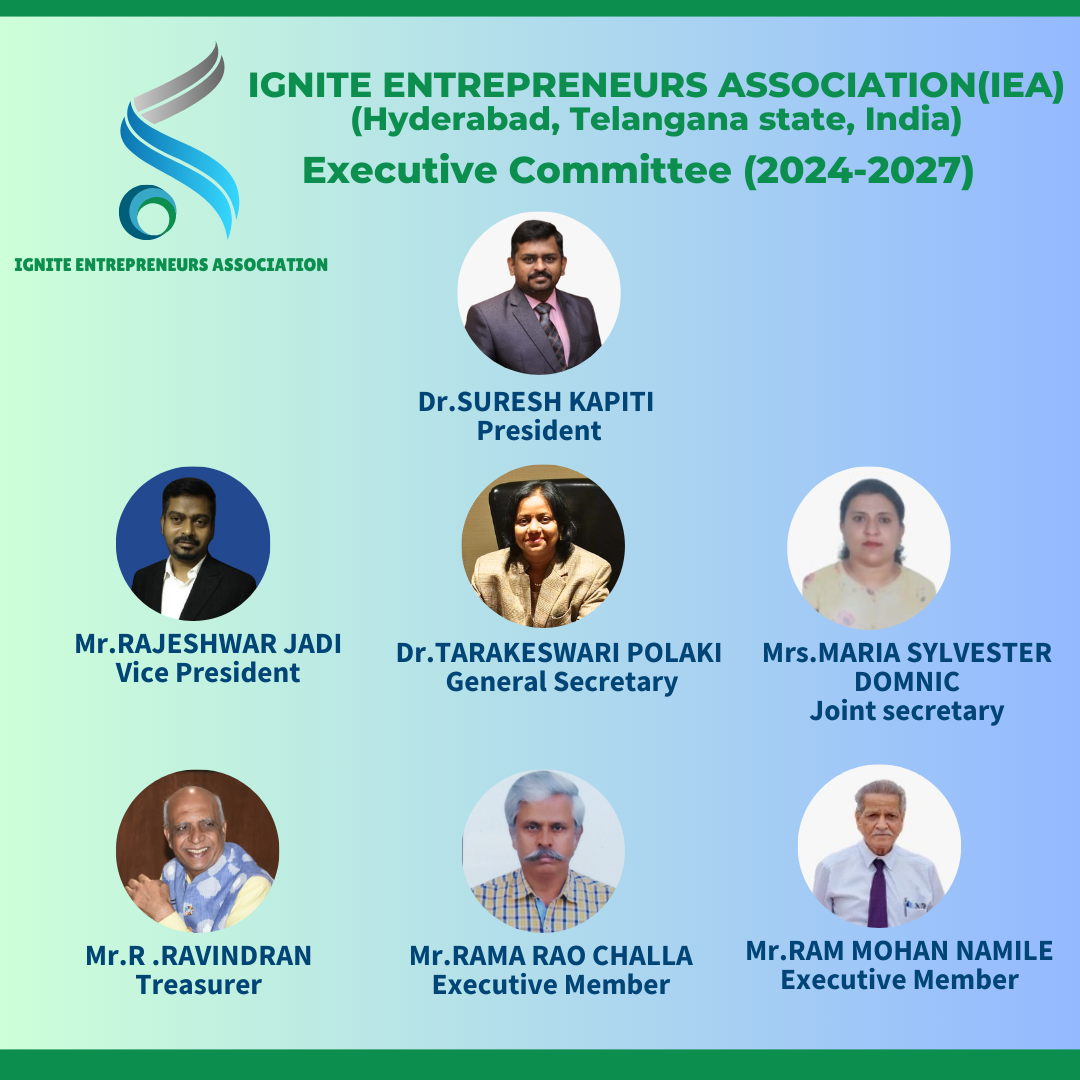 IGNITE ENTREPRENEURS ASSOCIATION(IEA)
(Hyderabad, Telangana state, India)
Executive Committee (2024-2027)
IGNITE ENTREPRENEURS ASSOCIATION
Dr.SURESH KAPITI
President
Mr.RAJESHWAR JADI
Vice President
Dr.TARAKESWARI POLAKI
General Secretary
Mrs.MARIA SYLVESTER
DOMNIC
Joint secretary
Mr.R .RAVINDRAN
Treasurer
Mr.RAMA RAO CHALLA
Executive Member
Mr.RAM MOHAN NAMILE
Executive Member